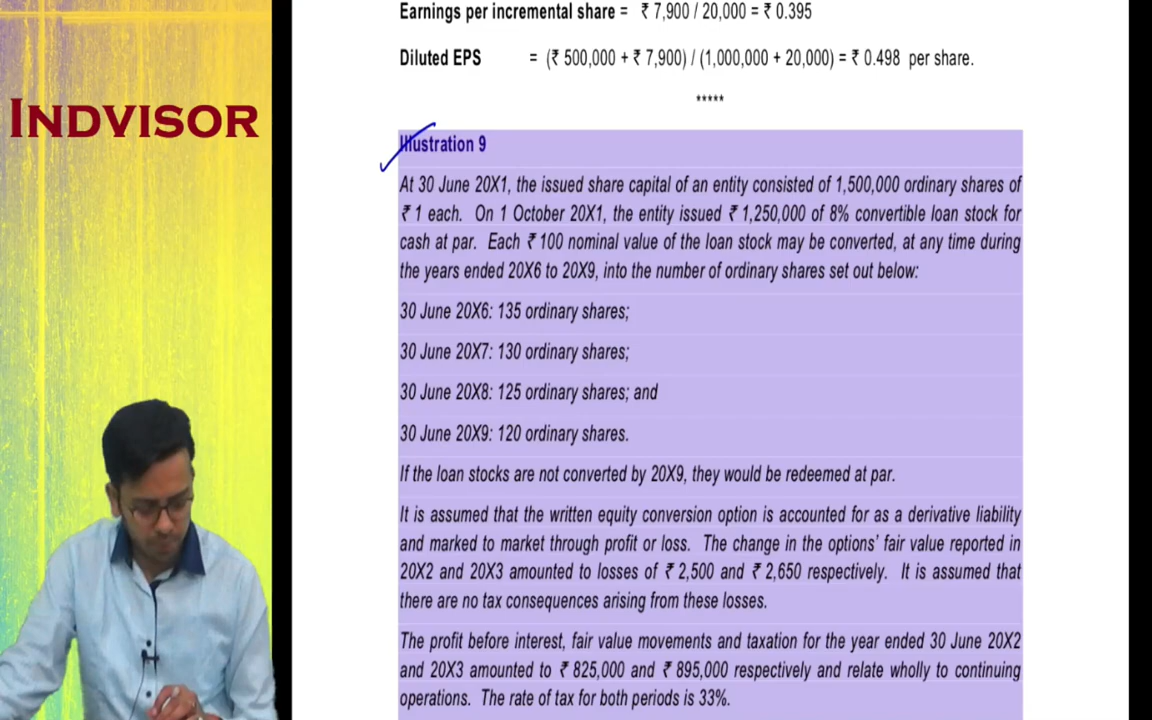 Earnings per incremental share = ₹ 7,900 / 20,000 = ₹ 0.395
Diluted EPS = (₹ 500,000 + ₹ 7,900) / (1,000,000 + 20,000) = ₹ 0.498 per share.
*****
INDVISOR
Illustration 9
At 30 June 20X1, the issued share capital of an entity consisted of 1,500,000 ordinary shares of
₹ 1 each. On 1 October 20X1, the entity issued ₹ 1,250,000 of 8% convertible loan stock for
cash at par. Each ₹ 100 nominal value of the loan stock may be converted, at any time during
the years ended 20X6 to 20X9, into the number of ordinary shares set out below:
30 June 20X6: 135 ordinary shares;
30 June 20X7: 130 ordinary shares;
30 June 20X8: 125 ordinary shares; and
30 June 20X9: 120 ordinary shares.
If the loan stocks are not converted by 20X9, they would be redeemed at par.
It is assumed that the written equity conversion option is accounted for as a derivative liability
and marked to market through profit or loss. The change in the options' fair value reported in
20X2 and 20X3 amounted to losses of ₹ 2,500 and ₹ 2,650 respectively. It is assumed that
there are no tax consequences arising from these losses.
The profit before interest, fair value movements and taxation for the year ended 30 June 20X2
and 20X3 amounted to ₹ 825,000 and ₹ 895,000 respectively and relate wholly to continuing
operations. The rate of tax for both periods is 33%.